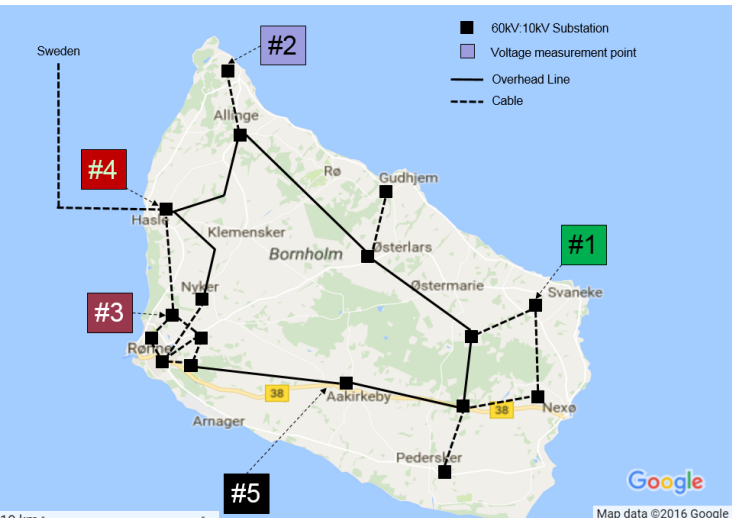 #2
60kV:10kV Substation
Voltage measurement point
Overhead Line
Cable
Sweden
Allinge
#4
Rø
Gudhjem
Hasle
Klemensker
Bornholm
Østerlars
#1
Østermarie
Svaneke
Nyker
#3
Rønne
38
Aakirkeby
38
Nexø
Arnager
Pedersker
#5
Google
Map data ©2016 Google